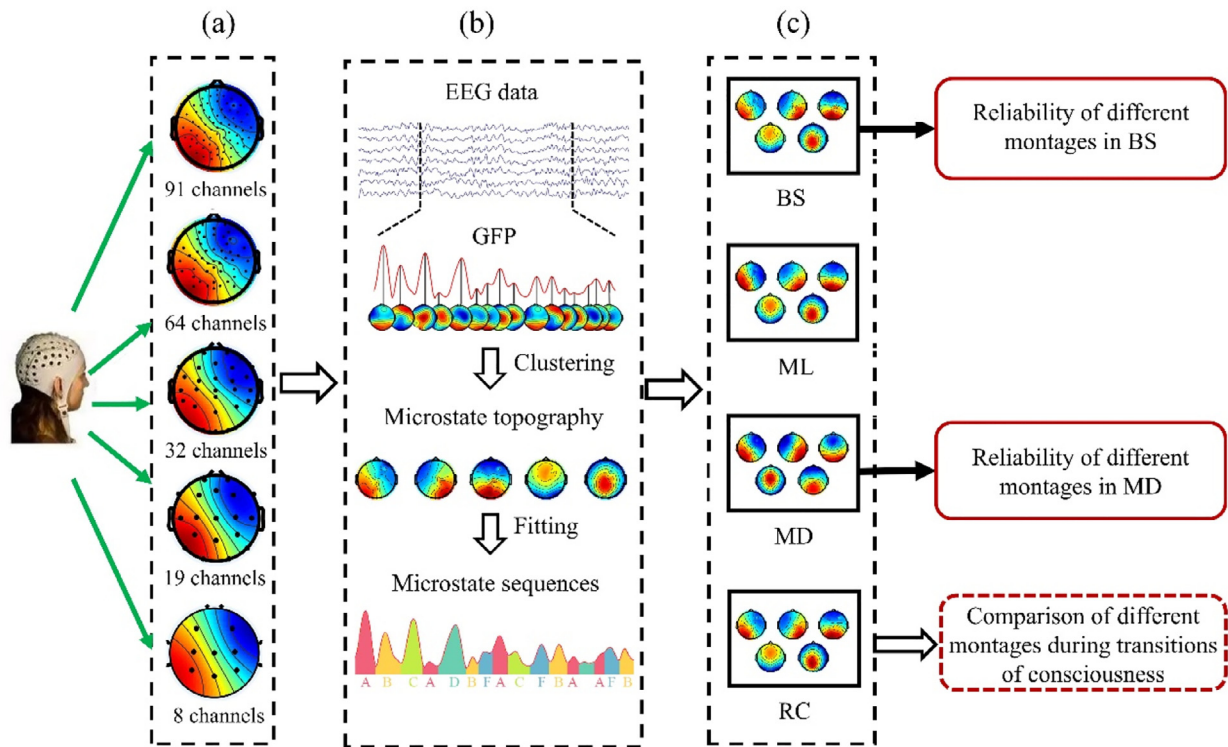 (a)
(b)
(c)
91 channels
64 channels
32 channels
19 channels
8 channels
EEG data
GFP
Clustering
Microstate topography
Fitting
Microstate sequences
A B C A D B F A C F B A A F B
BS
ML
MD
RC
Reliability of different
montages in BS
Reliability of different
montages in MD
Comparison of different
montages during transitions
of consciousness